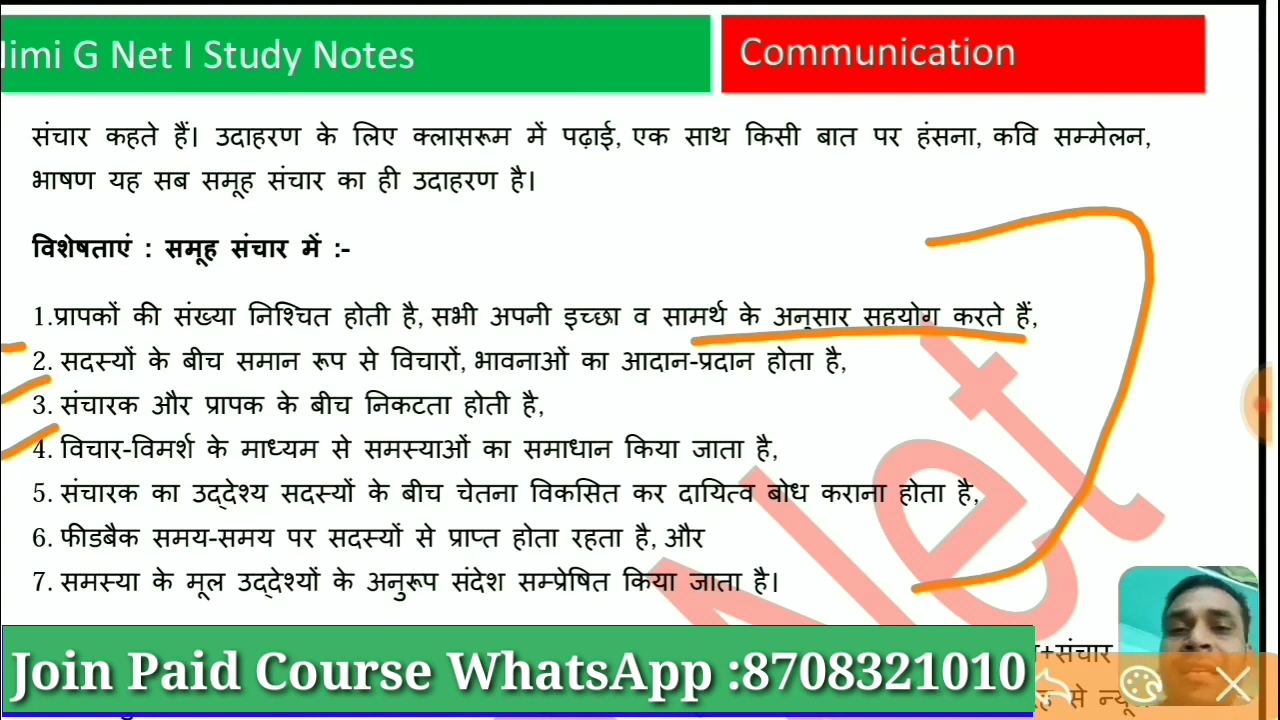 imi G Net I Study Notes
Communication
संचार कहते हैं। उदाहरण के लिए क्लासरूम में पढ़ाई, एक साथ किसी बात पर हंसना, कवि सम्मेलन,
भाषण यह सब समूह संचार का ही उदाहरण है।
विशेषताएं : समूह संचार में :-
1.प्रापकों की संख्या निश्चित होती है, सभी अपनी इच्छा व सामर्थ के अनुसार सहयोग करते हैं,
2. सदस्यों के बीच समान रूप से विचारों, भावनाओं का आदान-प्रदान होता है,
3. संचारक और प्रापक के बीच निकटता होती है,
4. विचार-विमर्श के माध्यम से समस्याओं का समाधान किया जाता है,
5. संचारक का उद्देश्य सदस्यों के बीच चेतना विकसित कर दायित्व बोध कराना होता है,
6. फीडबैक समय-समय पर सदस्यों से प्राप्त होता रहता है, और
7. समस्या के मूल उद्देश्यों के अनुरूप संदेश सम्प्रेषित किया जाता है।
Net
+संचार
से
Join Paid Course WhatsApp :8708321010